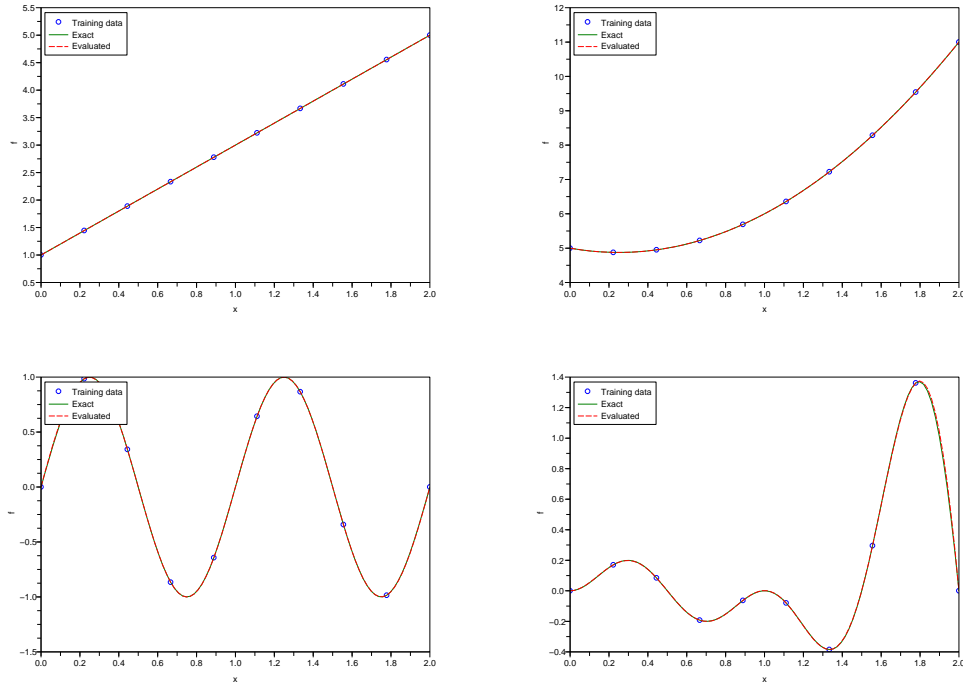 5.5
5.0
4.5
4.0
3.5
3.0
2.5
2.0
1.5
1.0
0.5
f
Training data
Exact
Evaluated
0.0 0.2 0.4 0.6 0.8 1.0 1.2 1.4 1.6 1.8 2.0
x
12
11
10
9
8
7
6
5
4
f
Training data
Exact
Evaluated
0.0 0.2 0.4 0.6 0.8 1.0 1.2 1.4 1.6 1.8 2.0
x
1.0
0.5
0.0
−0.5
−1.0
−1.5
f
Training data
Exact
Evaluated
0.0 0.2 0.4 0.6 0.8 1.0 1.2 1.4 1.6 1.8 2.0
x
1.4
1.2
1.0
0.8
0.6
0.4
0.2
0.0
−0.2
−0.4
f
Training data
Exact
Evaluated
0.0 0.2 0.4 0.6 0.8 1.0 1.2 1.4 1.6 1.8 2.0
x